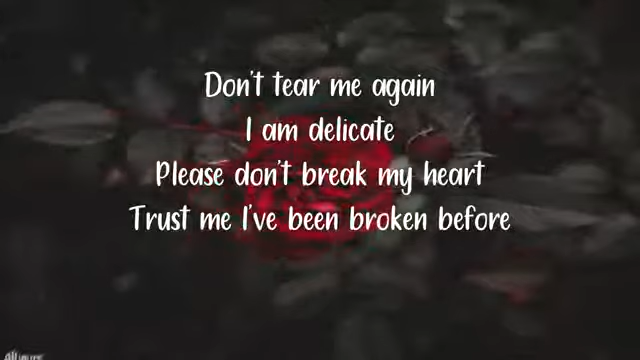 Don't tear me again
I am delicate
Please don't break my heart
Trust me I've been broken before